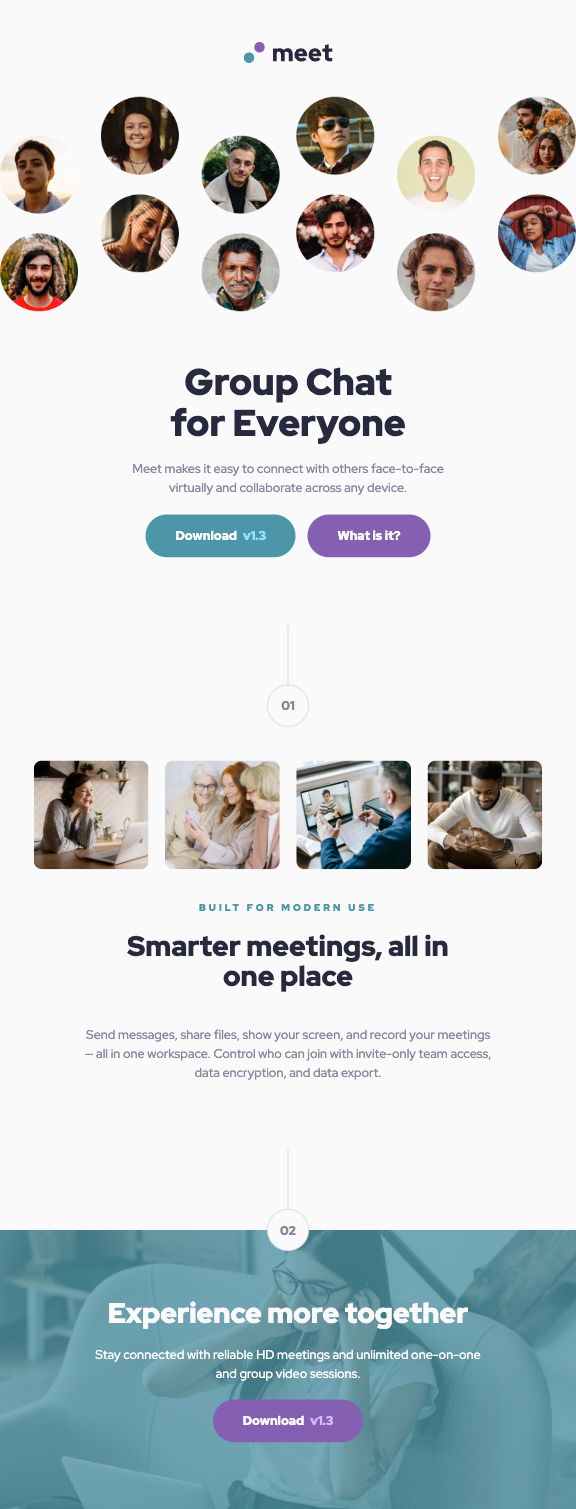 meet
Group Chat
for Everyone
Meet makes it easy to connect with others face-to-face
virtually and collaborate across any device.
Download v1.3
What is it?
01
BUILT FOR MODERN USE
Smarter meetings, all in
one place
Send messages, share files, show your screen, and record your meetings
– all in one workspace. Control who can join with invite-only team access,
data encryption, and data export.
02
Experience more together
Stay connected with reliable HD meetings and unlimited one-on-one
and group video sessions.
Download v1.3